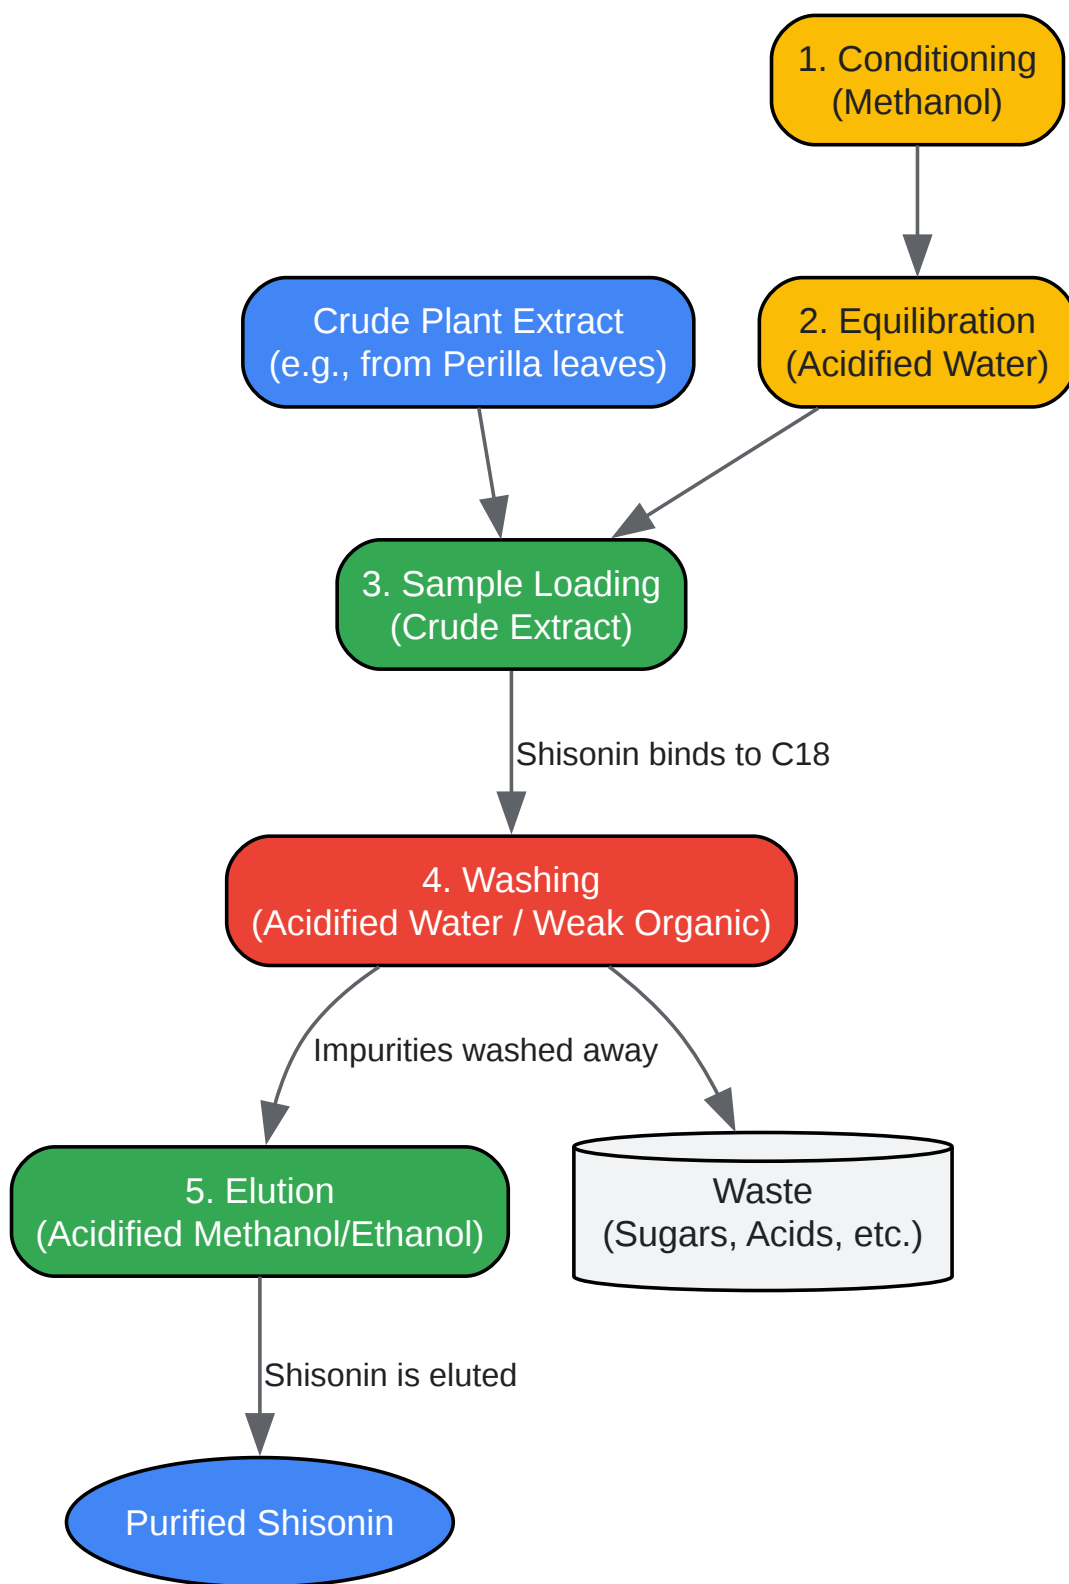 1. Conditioning
(Methanol)
Crude Plant Extract
(e.g., from Perilla leaves)
2. Equilibration
(Acidified Water)
3. Sample Loading
(Crude Extract)
Shisonin binds to C18
4. Washing
(Acidified Water / Weak Organic)
Impurities washed away
5. Elution
(Acidified Methanol/Ethanol)
Waste
(Sugars, Acids, etc.)
Shisonin is eluted
Purified Shisonin